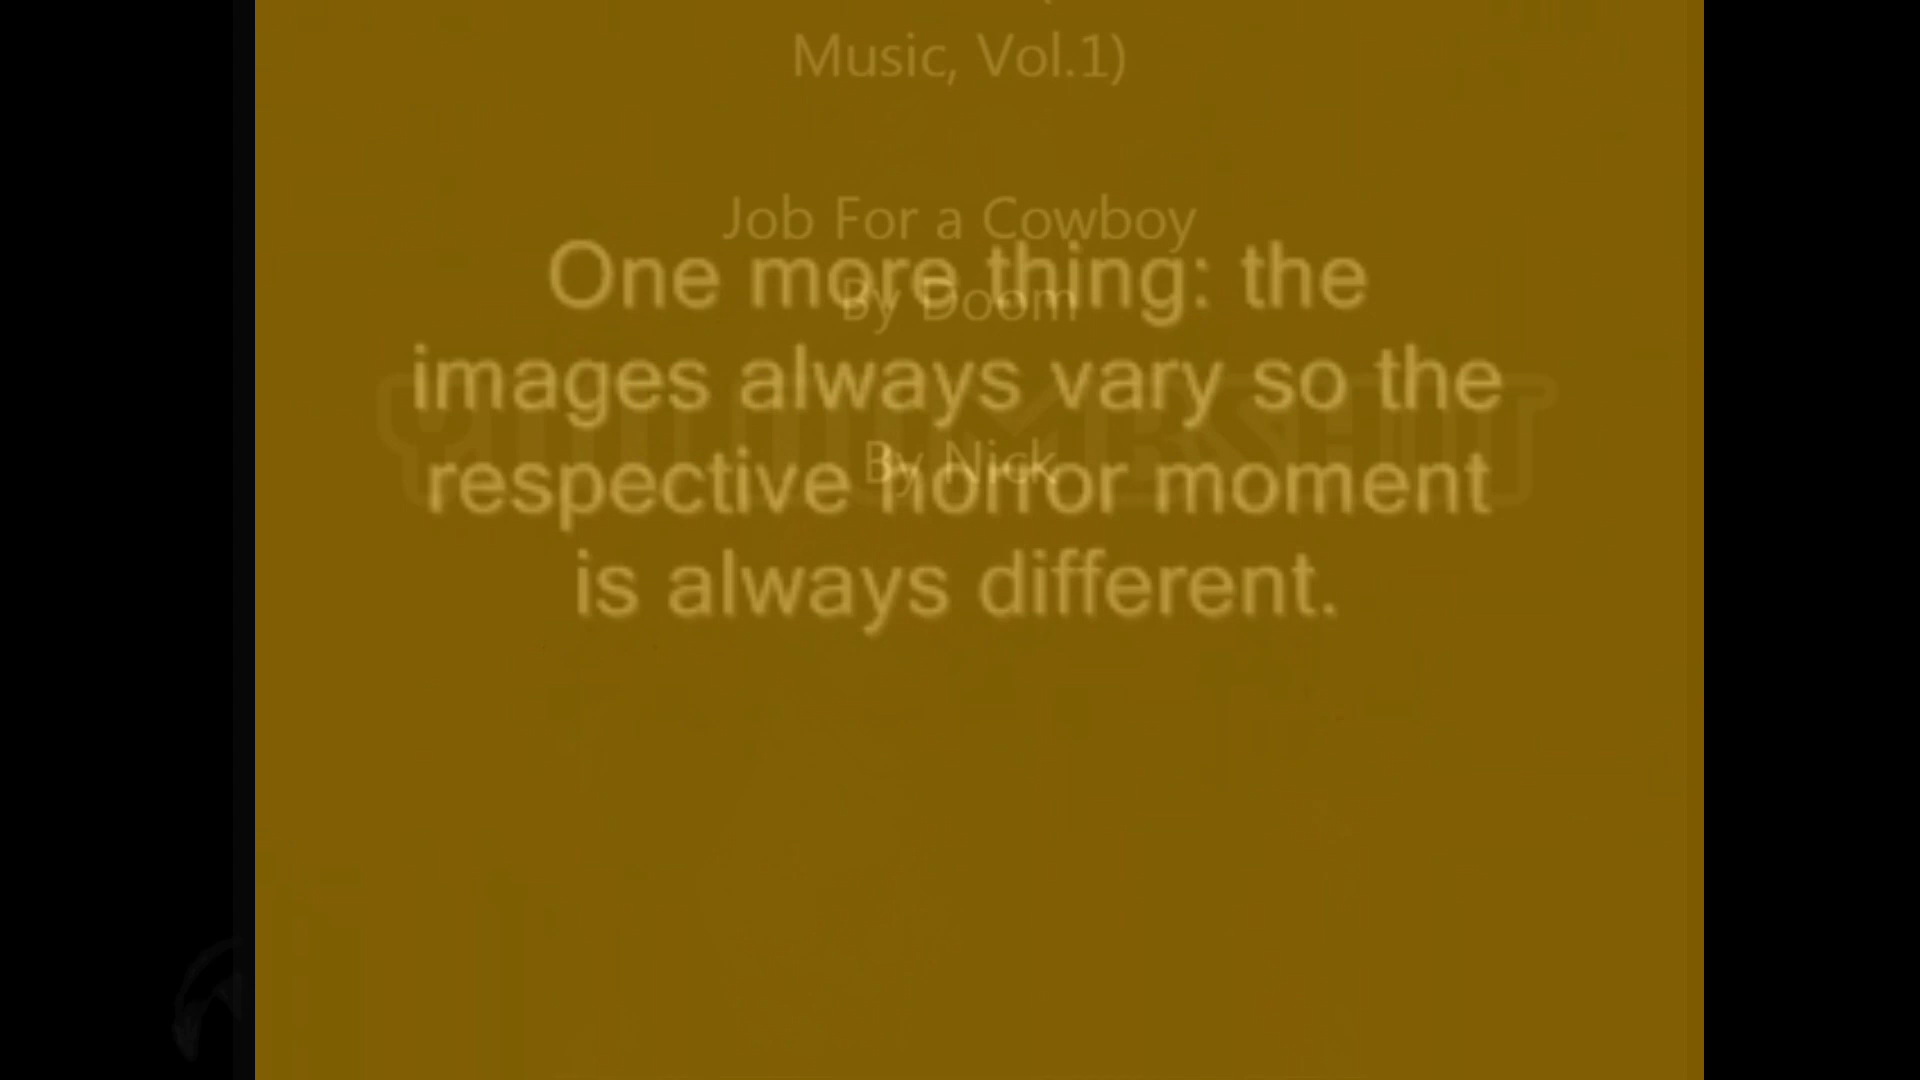 Music, Vol.1)
Job For a Cowboy
One more thing: the
By Doom
images always vary so the
By Nick
respective horror moment
is always different.